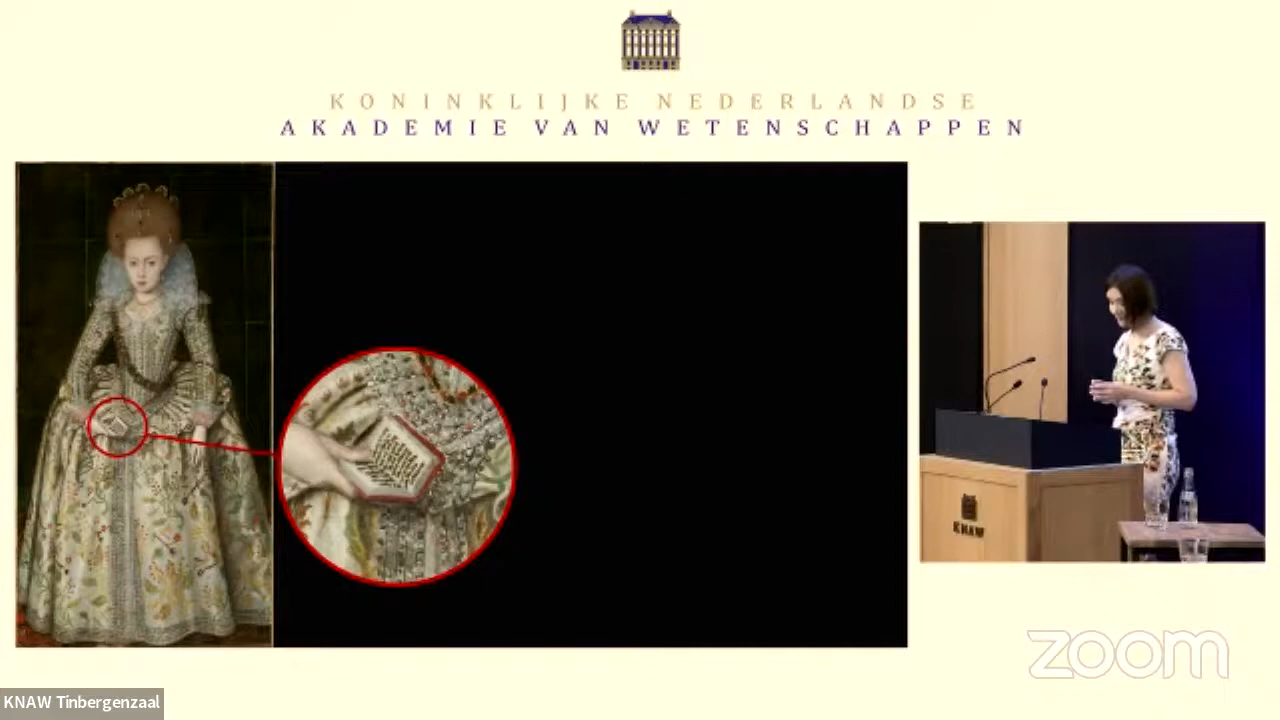 KONINKLIJKE NEDERLANDSE
AKADEMIE VAN WETENSCHAPPEN
KNAW
zoom
KNAW Tinbergenzaal